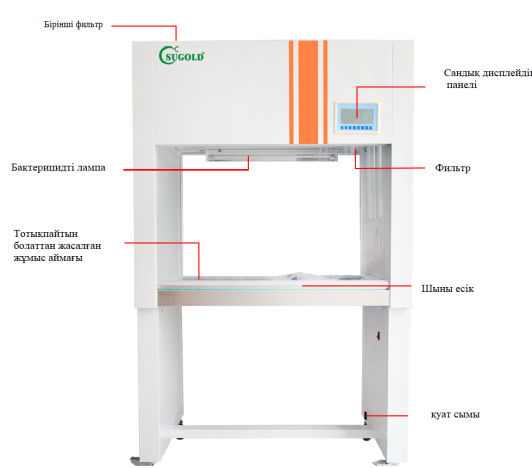 Бірінші фильтр
SUGOLD®
Сандық дисплейдің
панелі
Бактерицидті лампа
Фильтр
Тотықпайтын
болаттан жасалған
жұмыс аймағы
Шыны есік
қуат сымы